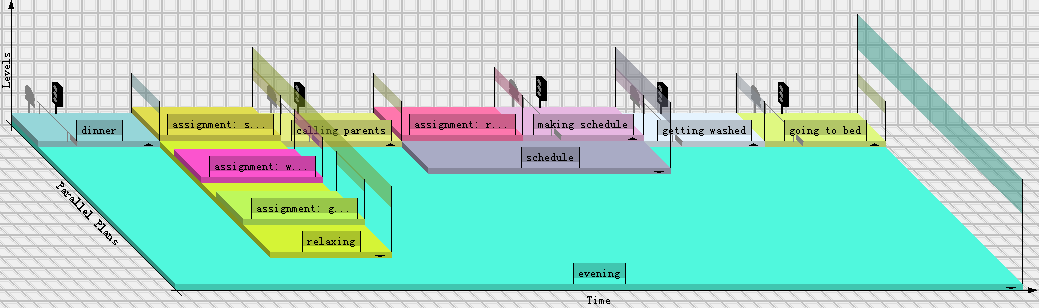 Levels
dinner
assignment: s...
calling parents
assignment: r...
making schedule
getting washed
going to bed
schedule
assignment: w...
assignment: g...
relaxing
evening
Parallel Plans
Time